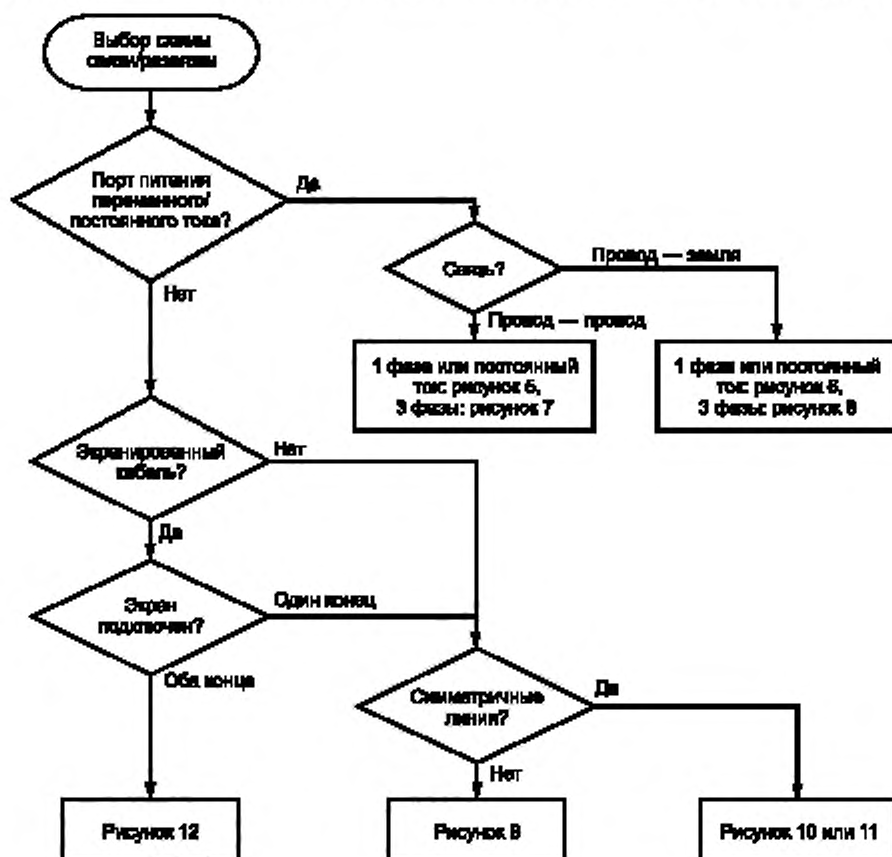 Выбор схемы
связи/развязки
Порт питания
переменного/
постоянного тока?
Да
Нет
Связь?
Провод — земля
Провод — провод
1 фаза или постоянный
ток: рисунок 5,
3 фазы: рисунок 7
1 фаза или постоянный
ток: рисунок 6,
3 фазы: рисунок 8
Экранированный
кабель?
Нет
Да
Экран
подключен?
Один конец
Оба конца
Симметричные
линии?
Да
Нет
Рисунок 12
Рисунок 9
Рисунок 10 или 11